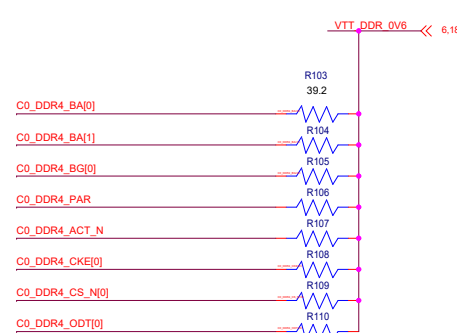 VTT_DDR_0V6
6,18
R103
39.2
C0_DDR4_BA[0]
R104
C0_DDR4_BA[1]
R105
C0_DDR4_BG[0]
R106
C0_DDR4_PAR
R107
C0_DDR4_ACT_N
R108
C0_DDR4_CKE[0]
R109
C0_DDR4_CS_N[0]
R110
C0_DDR4_ODT[0]